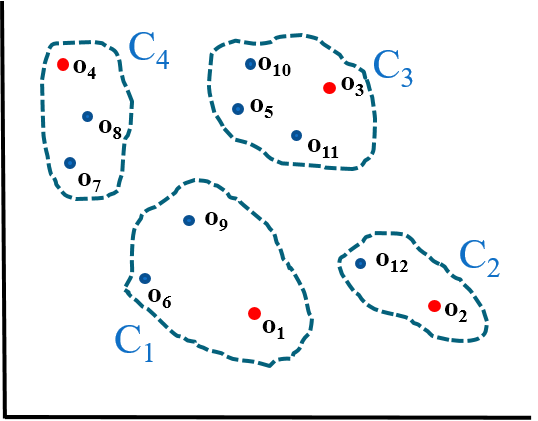 C₄
o₄
o₈
o₇
C₃
o₁₀
o₃
o₅
o₁₁
o₉
o₆
o₁
C₁
C₂
o₁₂
o₂